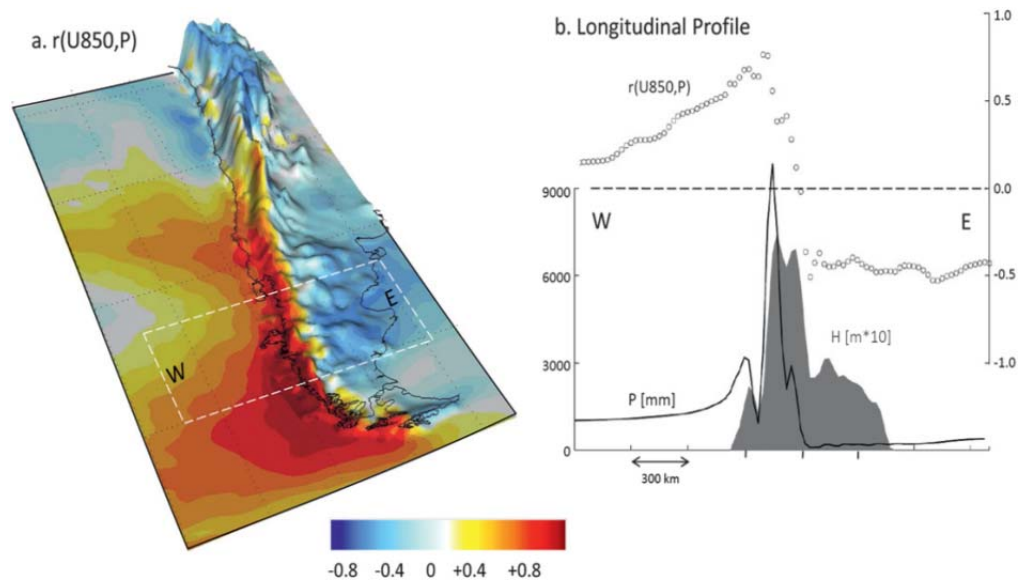 a. r(U850,P)
W
E
-0.8 -0.4 0 +0.4 +0.8
b. Longitudinal Profile
r(U850,P)
1.0
0.5
0.0
-0.5
-1.0
9000
6000
3000
0
W
E
H [m*10]
P [mm]
300 km